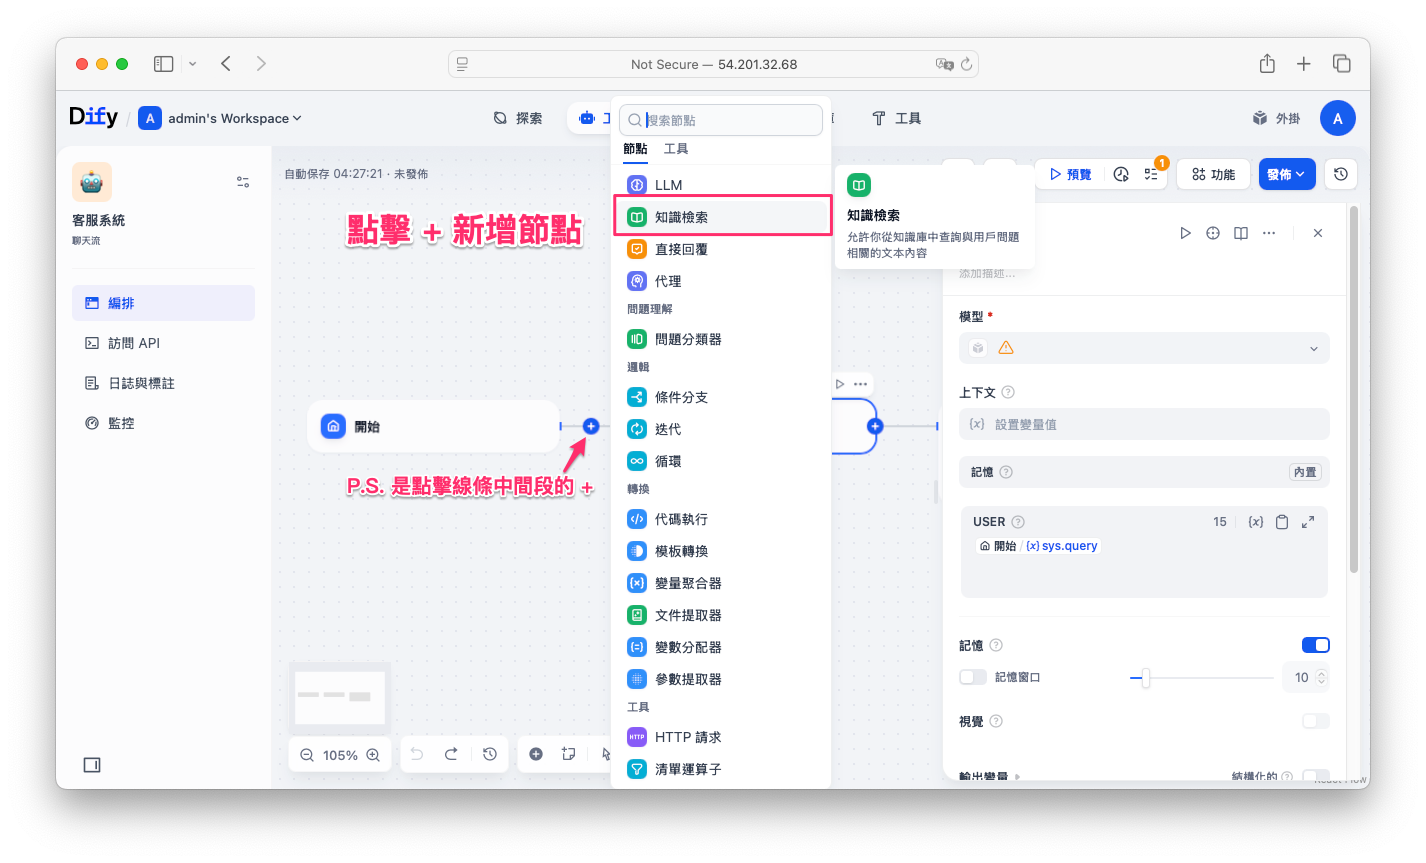 Not Secure — 54.201.32.68
Dify / A admin's Workspace
探索
工具
外掛
A
搜索節點
節點 工具
LLM
知識檢索
直接回覆
代理
問題理解
問題分類器
邏輯
條件分支
迭代
循環
轉換
代碼執行
模板轉換
變量聚合器
文件提取器
變數分配器
參數提取器
工具
HTTP 請求
清單運算子
客服系統
聊天流
編排
訪問 API
日誌與標註
監控
自動保存 04:27:21 · 未發佈
點擊 + 新增節點
開始
P.S. 是點擊線條中間段的 +
105%
知識檢索
允許你從知識庫中查詢與用戶問題
相關的文本內容
預覽
1
功能
發佈
添加描述...
模型 *
上下文
{x} 設置變量值
記憶
內置
USER
15
{x}
開始 / {x} sys.query
記憶
記憶窗口
10
視覺
輸出變量
結構化的